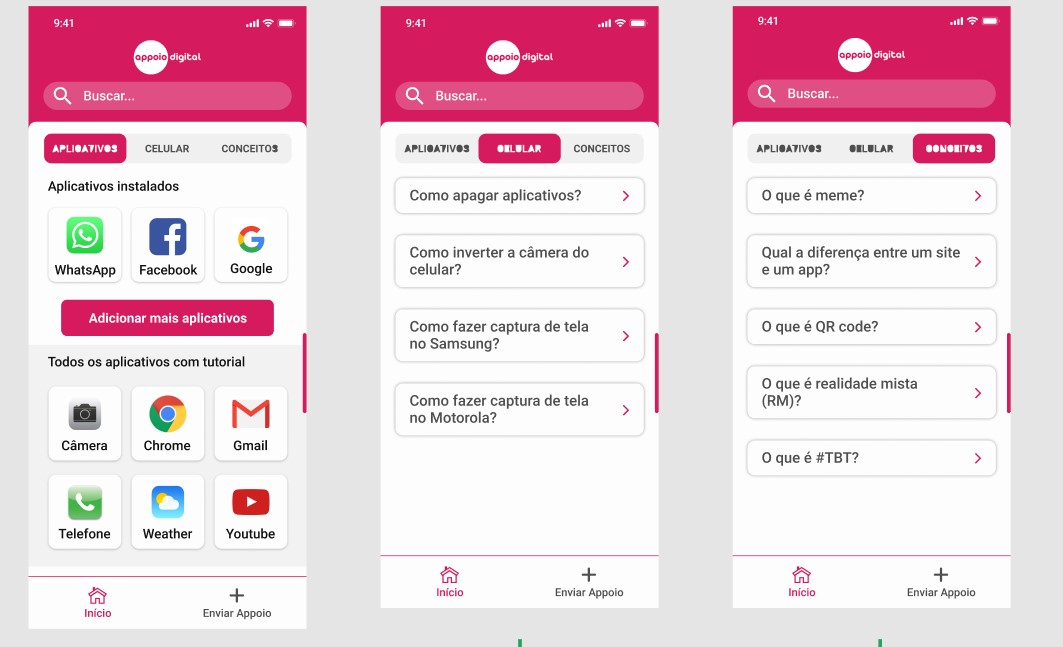 9:41
appoio digital
Buscar...
APLICATIVOS CELULAR CONCEITOS
Aplicativos instalados
WhatsApp Facebook Google
Adicionar mais aplicativos
Todos os aplicativos com tutorial
Câmera Chrome Gmail
Telefone Weather Youtube
Início Enviar Appoio
9:41
appoio digital
Buscar...
APLICATIVOS CELULAR CONCEITOS
Como apagar aplicativos?
Como inverter a câmera do
celular?
Como fazer captura de tela
no Samsung?
Como fazer captura de tela
no Motorola?
Início Enviar Appoio
9:41
appoio digital
Buscar...
APLICATIVOS CELULAR CONCEITOS
O que é meme?
Qual a diferença entre um site
e um app?
O que é QR code?
O que é realidade mista
(RM)?
O que é #TBT?
Início Enviar Appoio